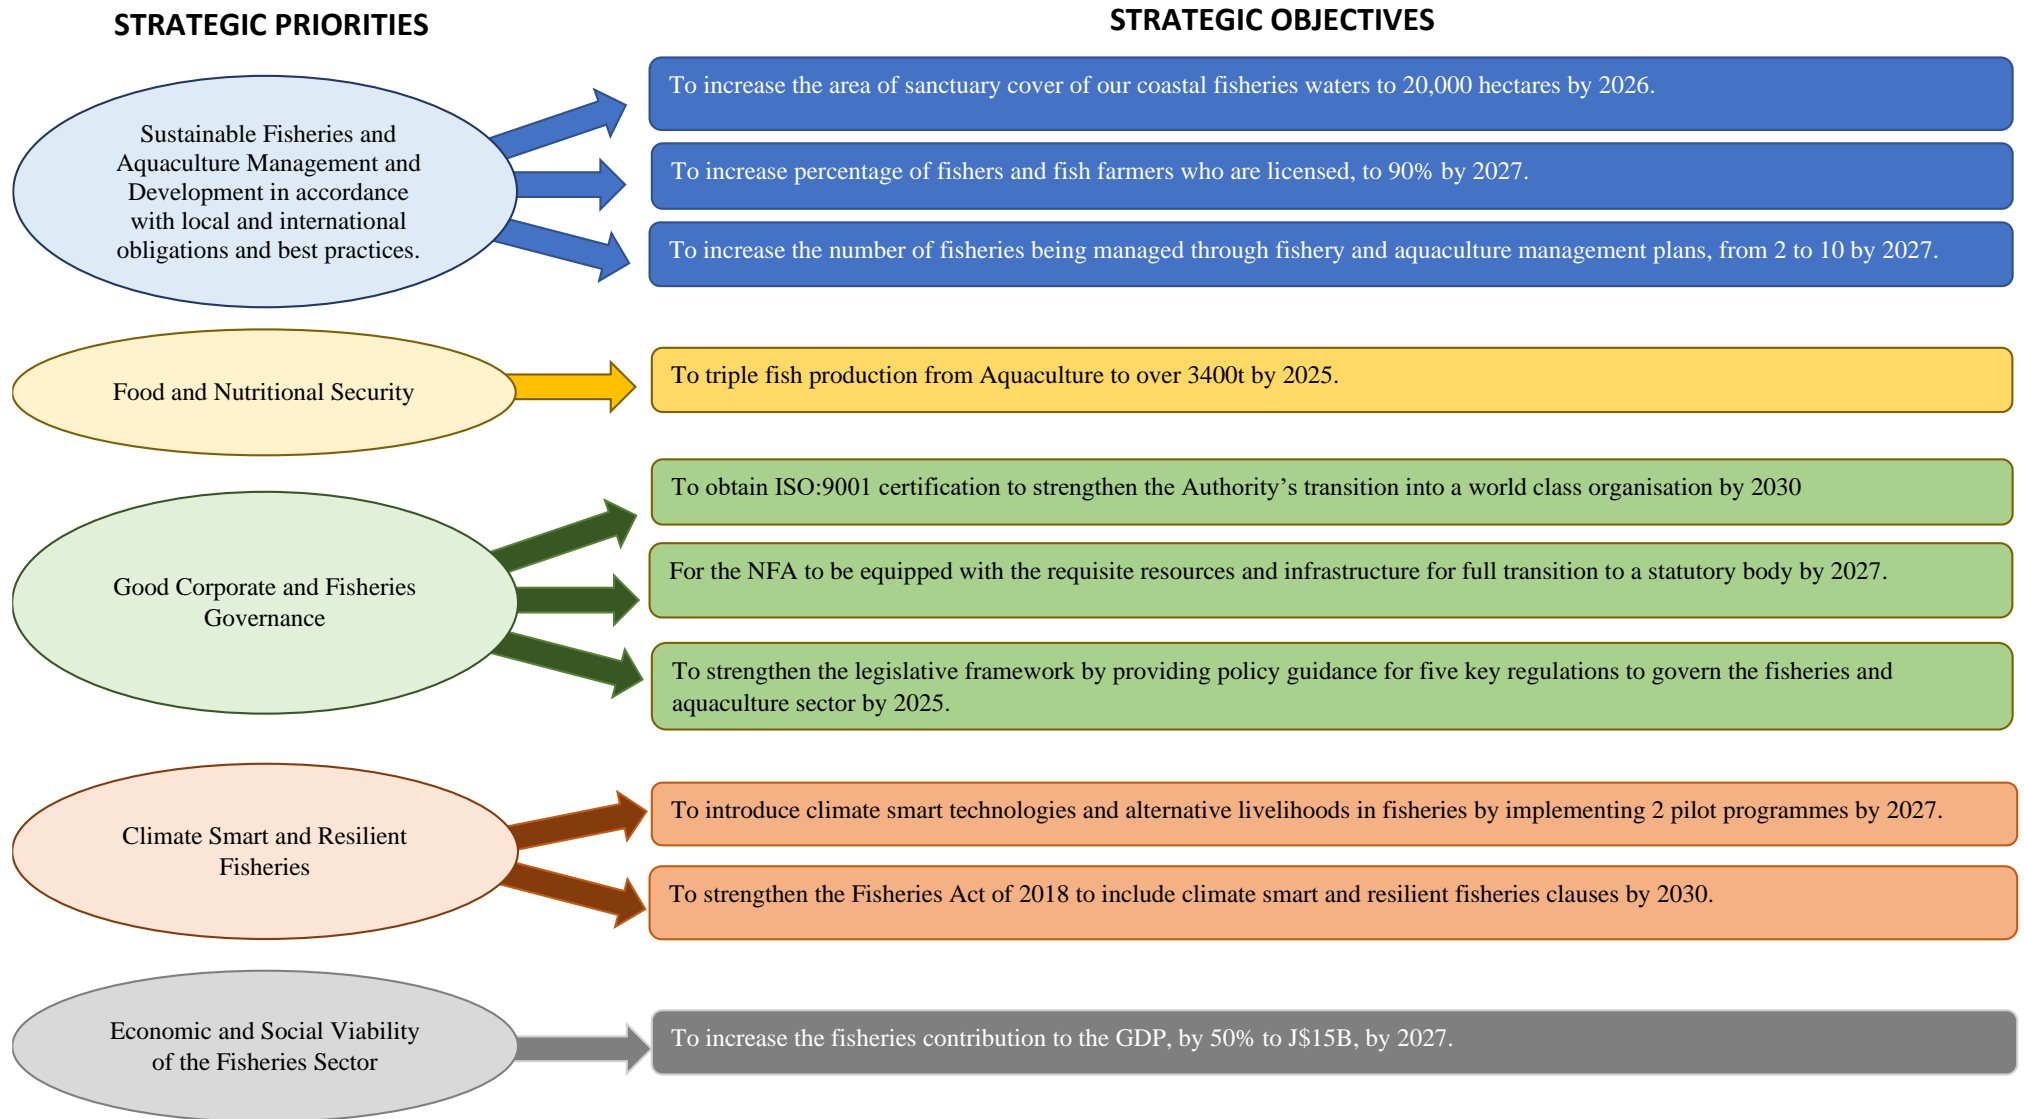 STRATEGIC PRIORITIES
STRATEGIC OBJECTIVES
Sustainable Fisheries and
Aquaculture Management and
Development in accordance
with local and international
obligations and best practices.
To increase the area of sanctuary cover of our coastal fisheries waters to 20,000 hectares by 2026.
To increase percentage of fishers and fish farmers who are licensed, to 90% by 2027.
To increase the number of fisheries being managed through fishery and aquaculture management plans, from 2 to 10 by 2027.
Food and Nutritional Security
To triple fish production from Aquaculture to over 3400t by 2025.
Good Corporate and Fisheries
Governance
To obtain ISO:9001 certification to strengthen the Authority’s transition into a world class organisation by 2030
For the NFA to be equipped with the requisite resources and infrastructure for full transition to a statutory body by 2027.
To strengthen the legislative framework by providing policy guidance for five key regulations to govern the fisheries and
aquaculture sector by 2025.
Climate Smart and Resilient
Fisheries
To introduce climate smart technologies and alternative livelihoods in fisheries by implementing 2 pilot programmes by 2027.
To strengthen the Fisheries Act of 2018 to include climate smart and resilient fisheries clauses by 2030.
Economic and Social Viability
of the Fisheries Sector
To increase the fisheries contribution to the GDP, by 50% to J$15B, by 2027.